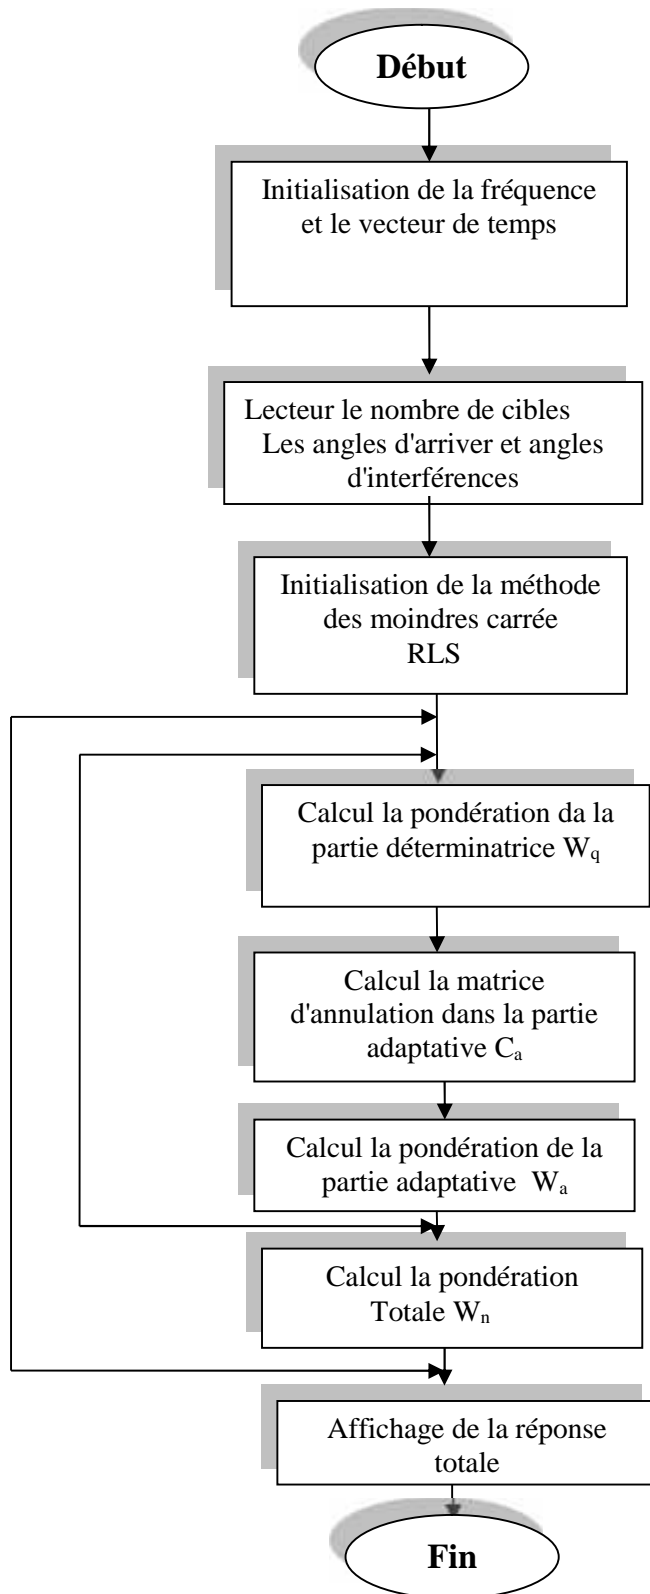 Début
Initialisation de la fréquence
et le vecteur de temps
Lecteur le nombre de cibles
Les angles d'arriver et angles
d'interférences
Initialisation de la méthode
des moindres carrée
RLS
Calcul la pondération da la
partie déterminatrice Wq
Calcul la matrice
d'annulation dans la partie
adaptative Ca
Calcul la pondération de la
partie adaptative Wa
Calcul la pondération
Totale Wn
Affichage de la réponse
totale
Fin